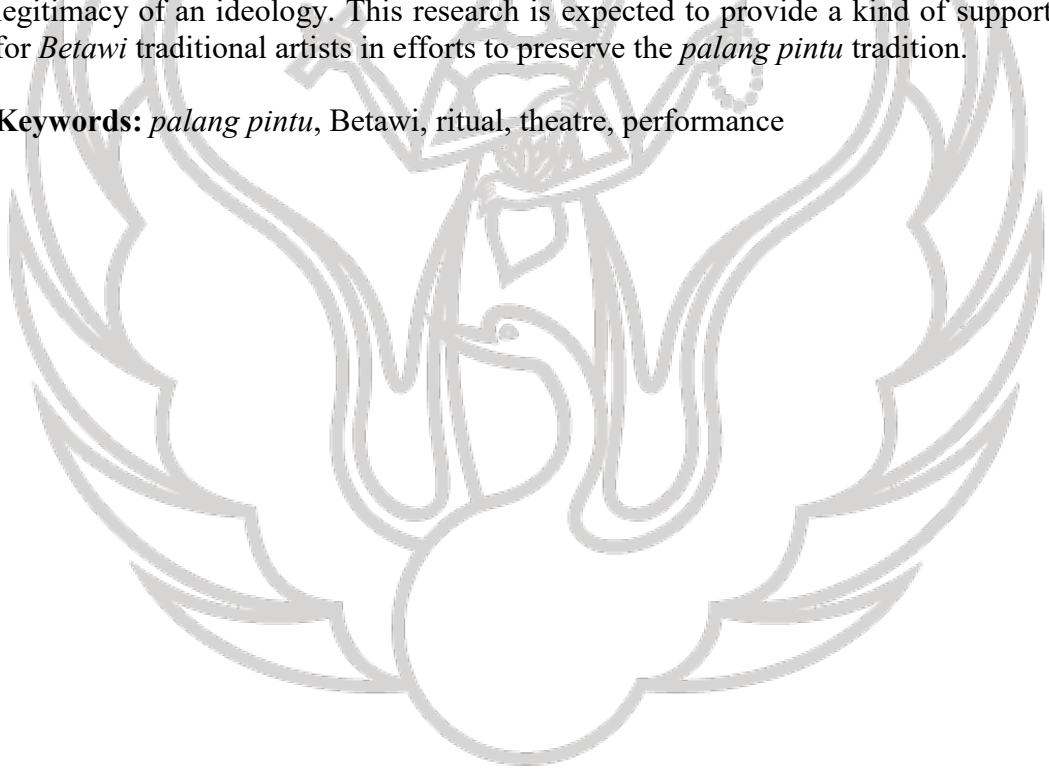 legitimacy of an ideology. This research is expected to provide a kind of support
for Betawi traditional artists in efforts to preserve the palang pintu tradition.
Keywords: palang pintu, Betawi, ritual, theatre, performance